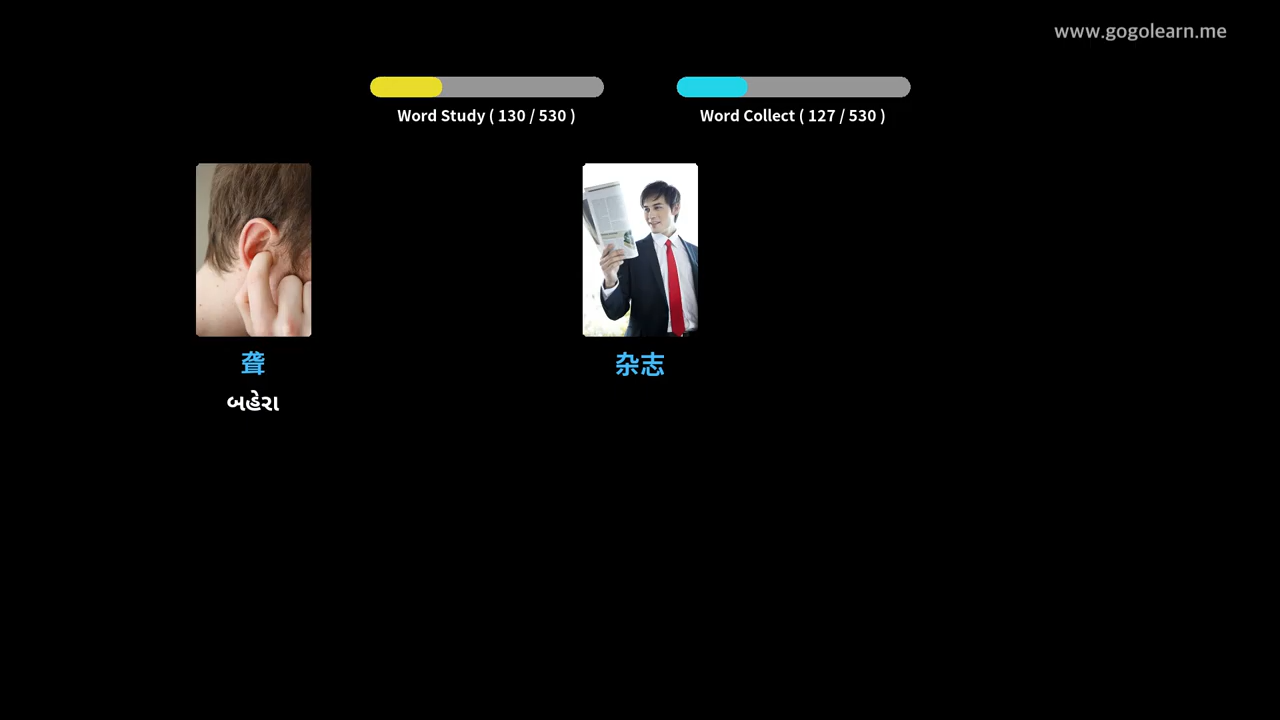 www.gogolearn.me
Word Study ( 130 / 530 )
Word Collect ( 127 / 530 )
聋
બહેરા
杂志